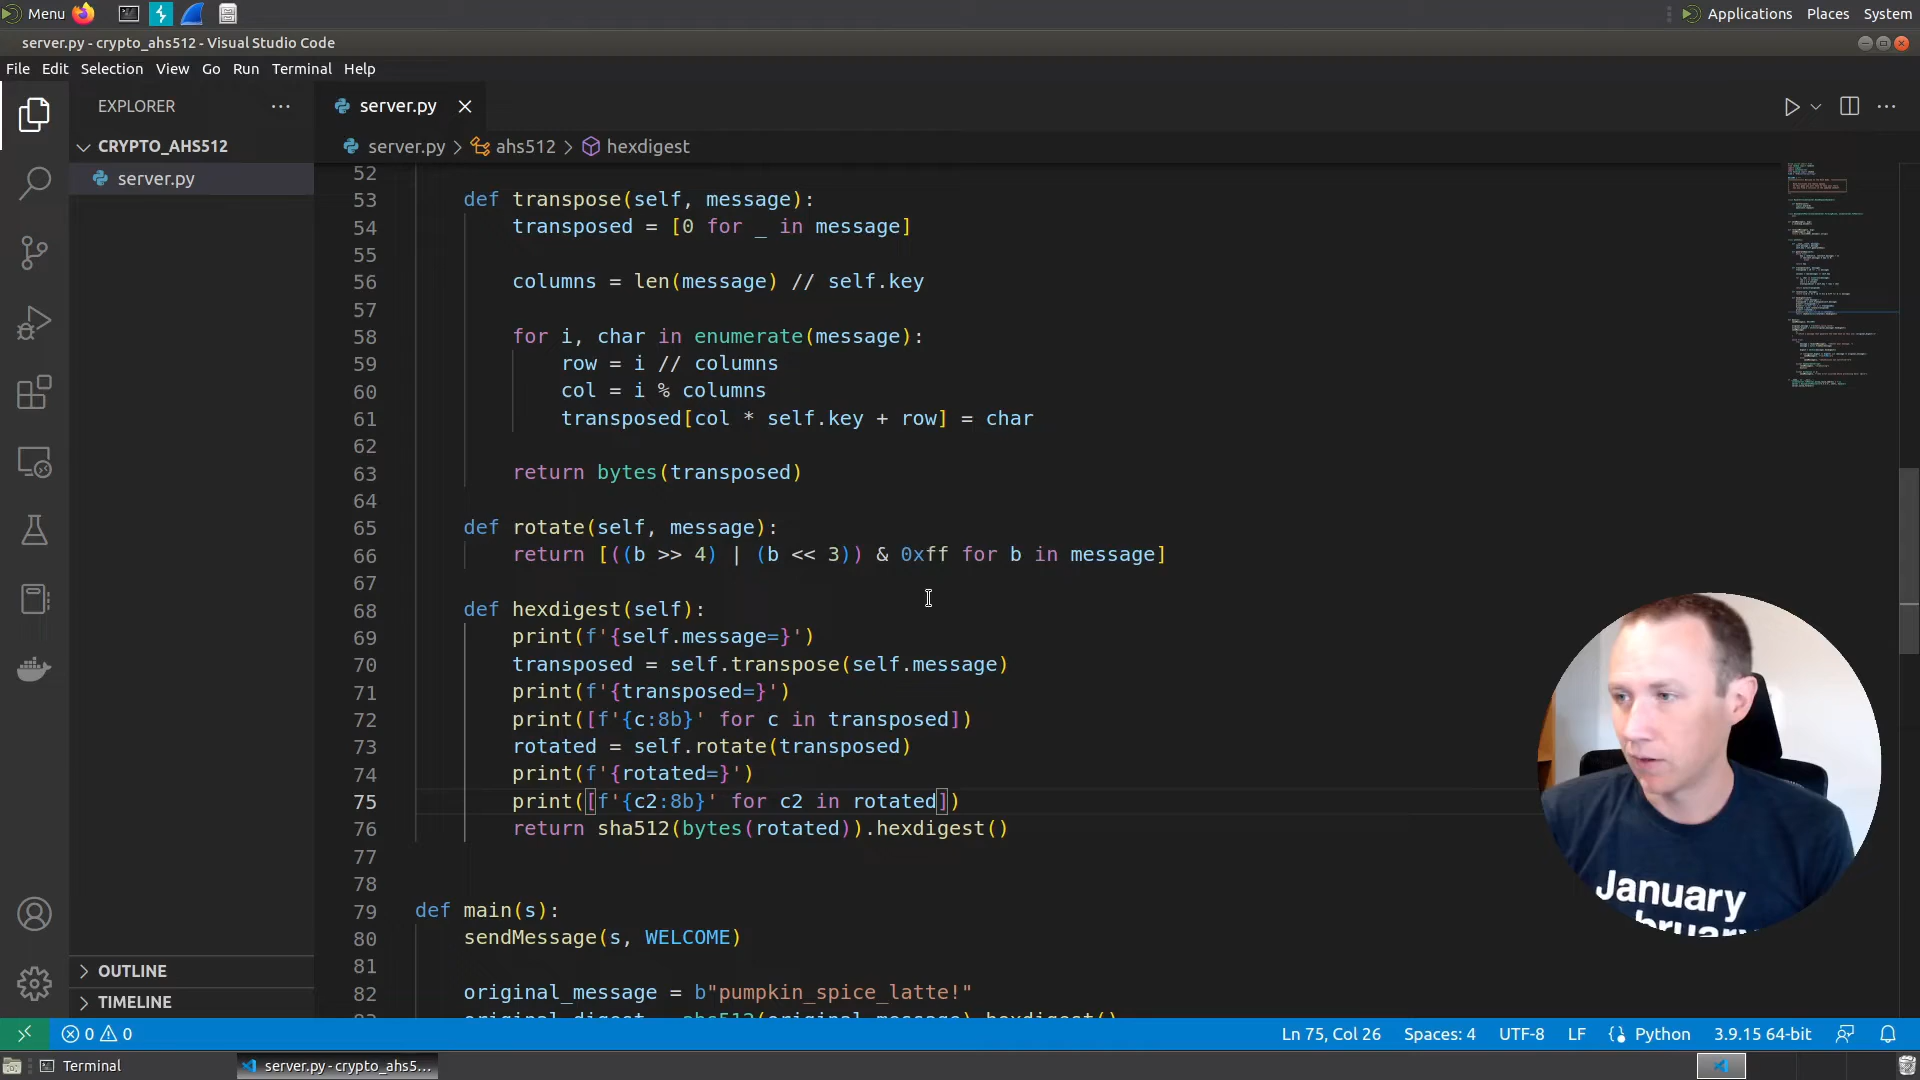 Menu
Applications Places System
server.py - crypto_ahs512 - Visual Studio Code
File Edit Selection View Go Run Terminal Help
EXPLORER
server.py
CRYPTO_AHS512
server.py
server.py > ahs512 > hexdigest
52
53 def transpose(self, message):
54 transposed = [0 for _ in message]
55
56 columns = len(message) // self.key
57
58 for i, char in enumerate(message):
59 row = i // columns
60 col = i % columns
61 transposed[col * self.key + row] = char
62
63 return bytes(transposed)
64
65 def rotate(self, message):
66 return [((b >> 4) | (b << 3)) & 0xff for b in message]
67
68 def hexdigest(self):
69 print(f'{self.message=}')
70 transposed = self.transpose(self.message)
71 print(f'{transposed=}')
72 print([f'{c:8b}' for c in transposed])
73 rotated = self.rotate(transposed)
74 print(f'{rotated=}')
75 print([f'{c2:8b}' for c2 in rotated])
76 return sha512(bytes(rotated)).hexdigest()
77
78
79 def main(s):
80 sendMessage(s, WELCOME)
81
82 original_message = b"pumpkin_spice_latte!"
83 original_digest = ahs512(original_message).hexdigest()
January
OUTLINE
TIMELINE
0 0
Ln 75, Col 26 Spaces: 4 UTF-8 LF Python 3.9.15 64-bit
Terminal
server.py - crypto_ahs5...